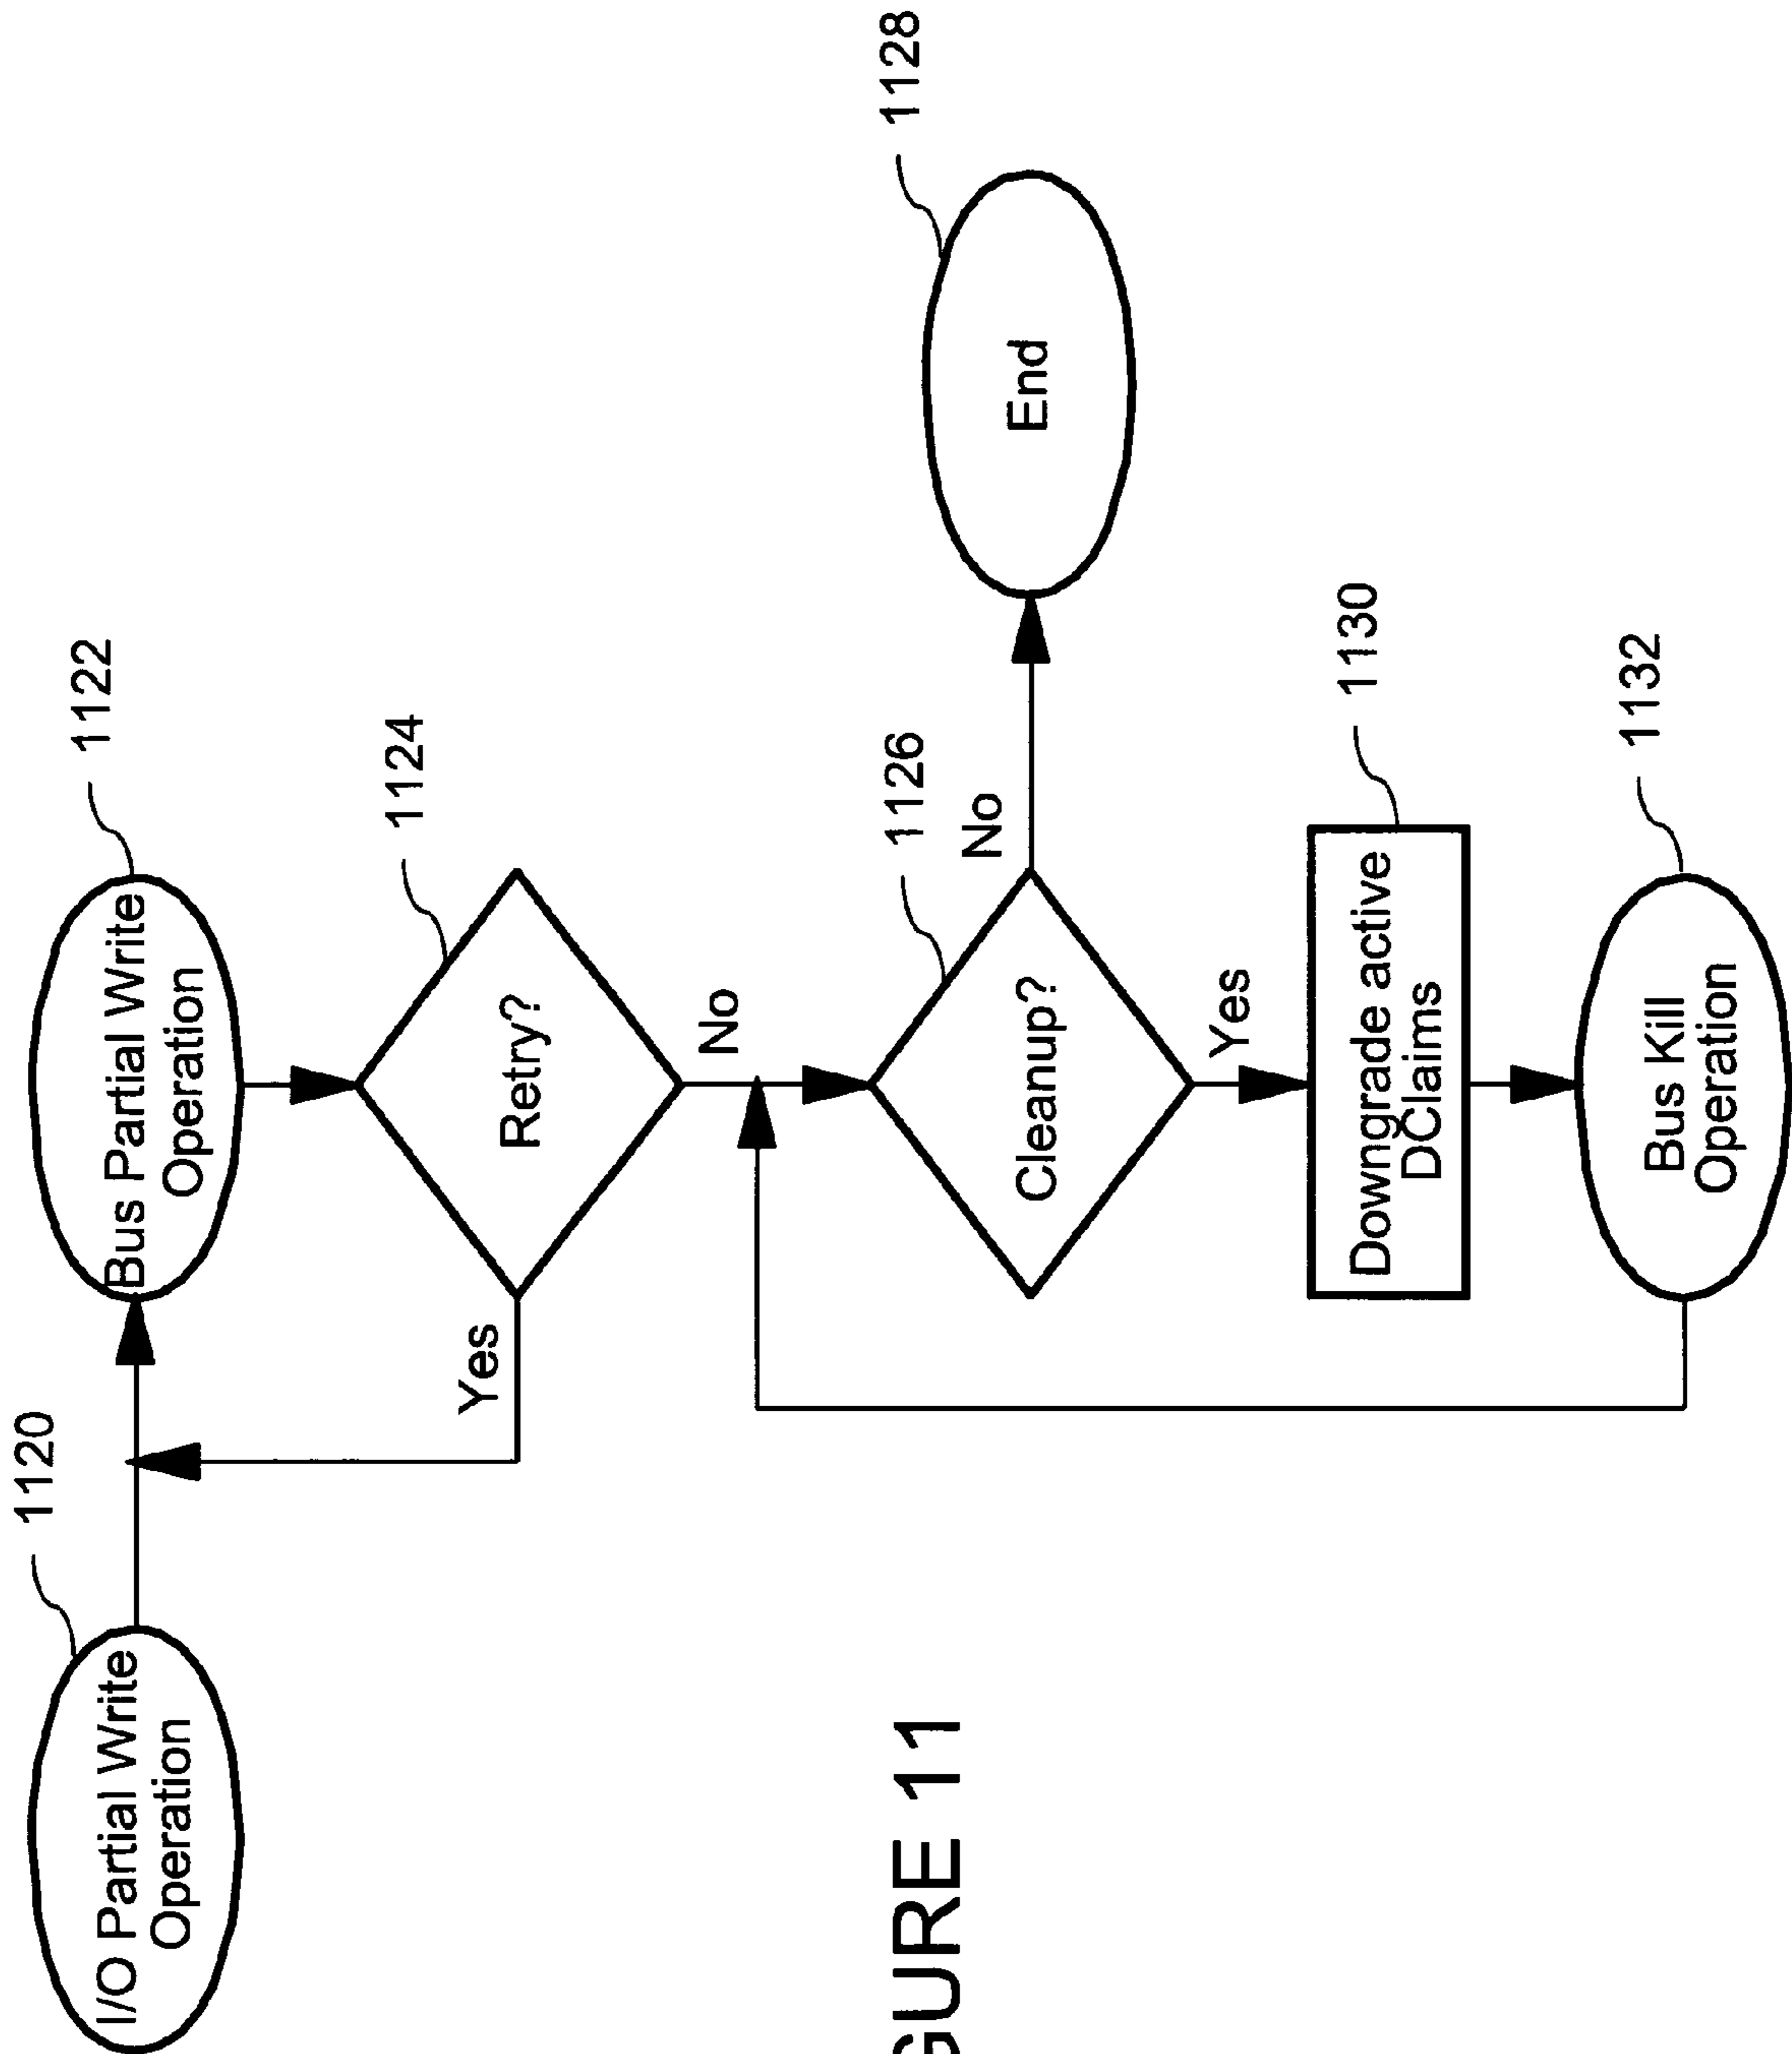 1120
I/O Partial Write
Operation
1122
Bus Partial Write
Operation
1124
Retry?
Yes
No
1126
Cleanup?
No
1128
End
Yes
1130
Downgrade active
DClaims
1132
Bus Kill
Operation
GURE 11